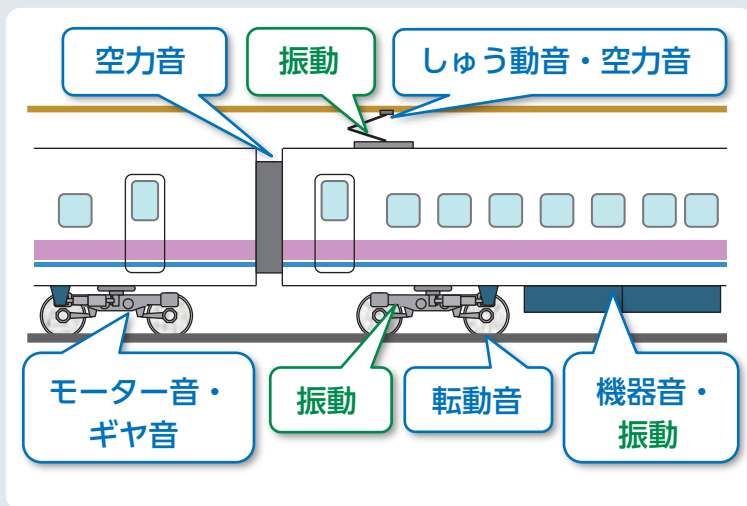 空力音
振動
しゅう動音・空力音
モーター音・
ギヤ音
振動
転動音
機器音・
振動